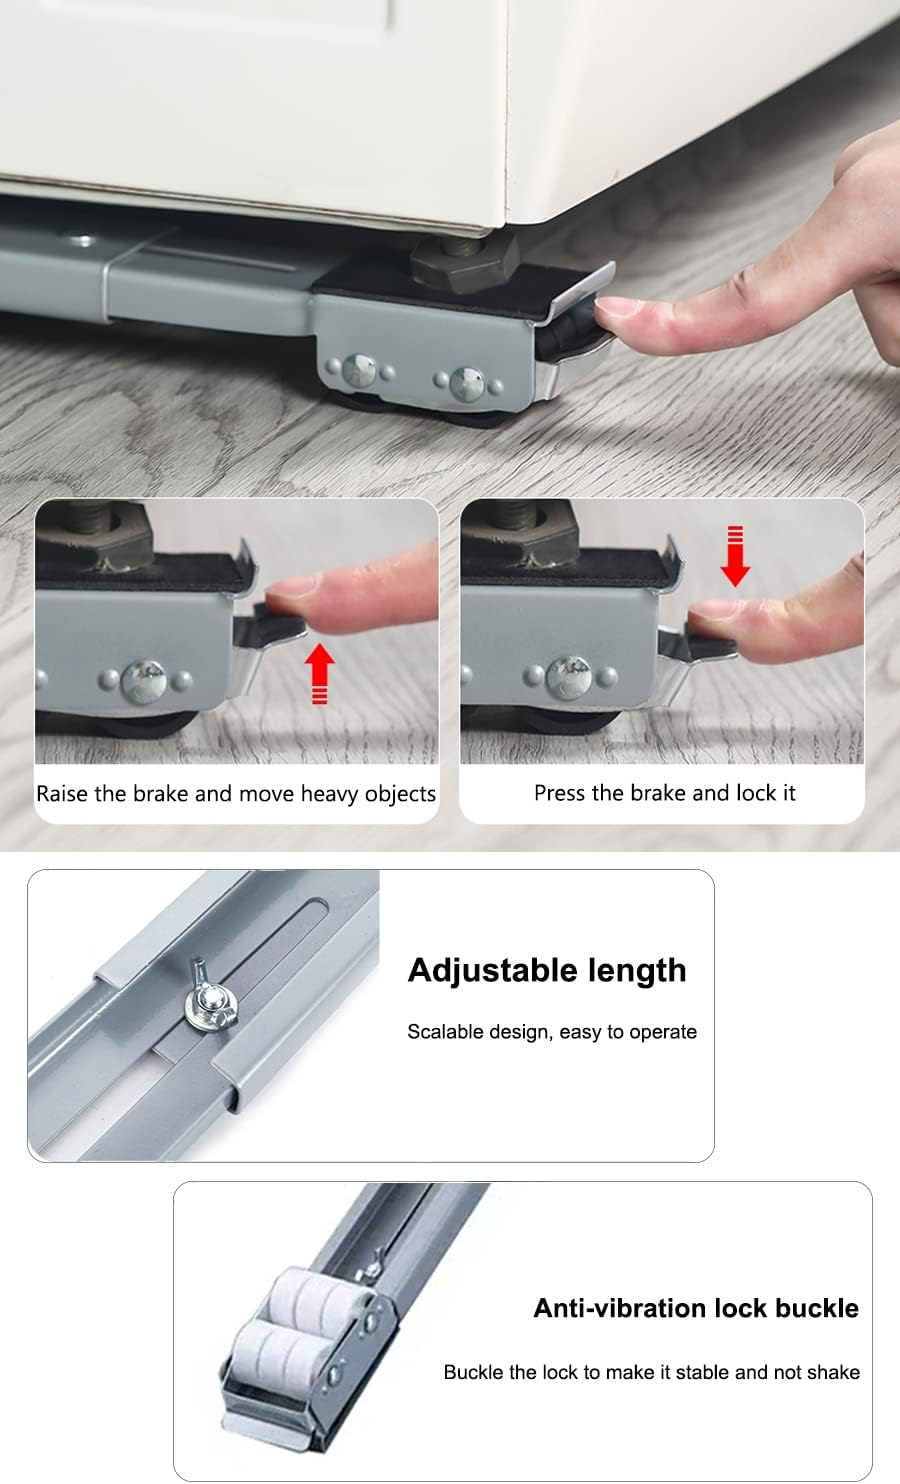 Raise the brake and move heavy objects
Press the brake and lock it
Adjustable length
Scalable design, easy to operate
Anti-vibration lock buckle
Buckle the lock to make it stable and not shake